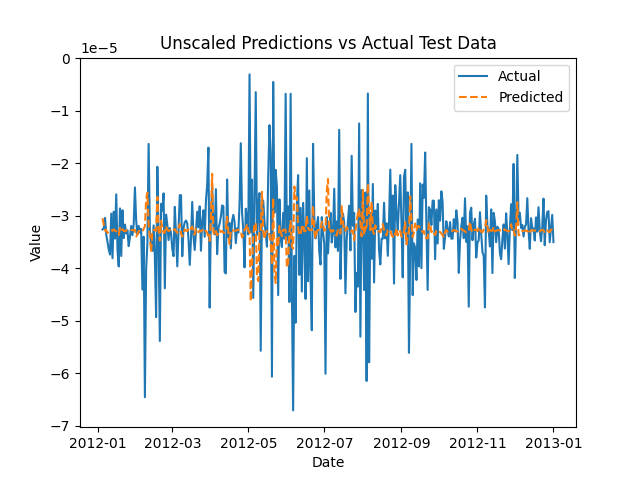 Unscaled Predictions vs Actual Test Data
1e−5
0
−1
−2
−3
−4
−5
−6
−7
Value
Actual
Predicted
2012-01 2012-03 2012-05 2012-07 2012-09 2012-11 2013-01
Date